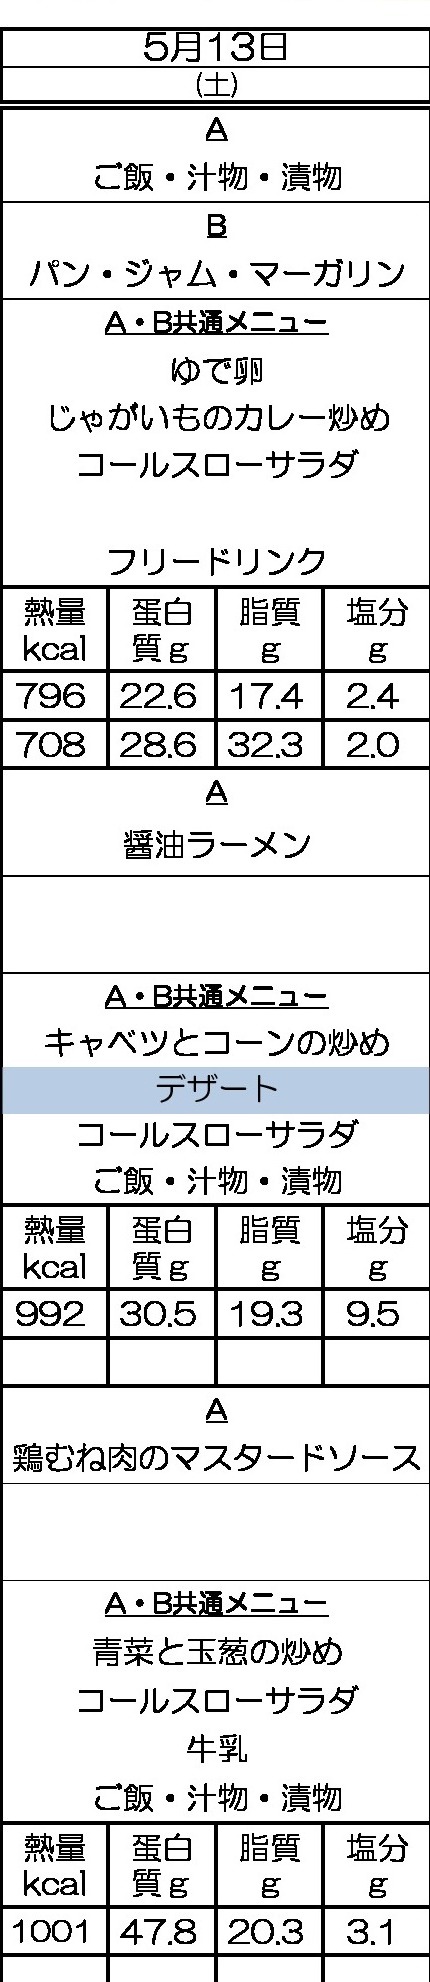 5月13日
(土)
A
ご飯・汁物・漬物
B
パン・ジャム・マーガリン
A・B共通メニュー
ゆで卵
じゃがいものカレー炒め
コールスローサラダ
フリードリンク
熱量 蛋白 脂質 塩分
kcal 質g g g
796 22.6 17.4 2.4
708 28.6 32.3 2.0
A
醤油ラーメン
A・B共通メニュー
キャベツとコーンの炒め
デザート
コールスローサラダ
ご飯・汁物・漬物
熱量 蛋白 脂質 塩分
kcal 質g g g
992 30.5 19.3 9.5
A
鶏むね肉のマスタードソース
A・B共通メニュー
青菜と玉葱の炒め
コールスローサラダ
牛乳
ご飯・汁物・漬物
熱量 蛋白 脂質 塩分
kcal 質g g g
1001 47.8 20.3 3.1